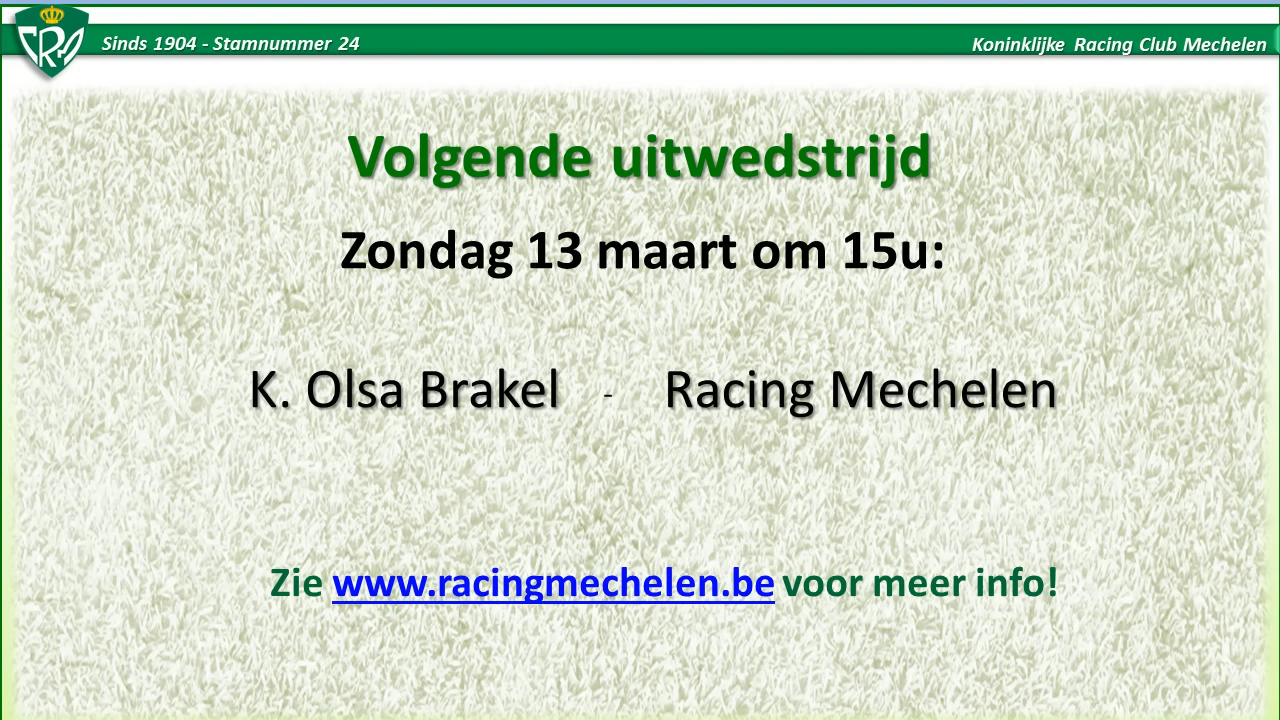 Sinds 1904 - Stamnummer 24
Koninklijke Racing Club Mechelen
Volgende uitwedstrijd
Zondag 13 maart om 15u:
K. Olsa Brakel - Racing Mechelen
Zie www.racingmechelen.be voor meer info!